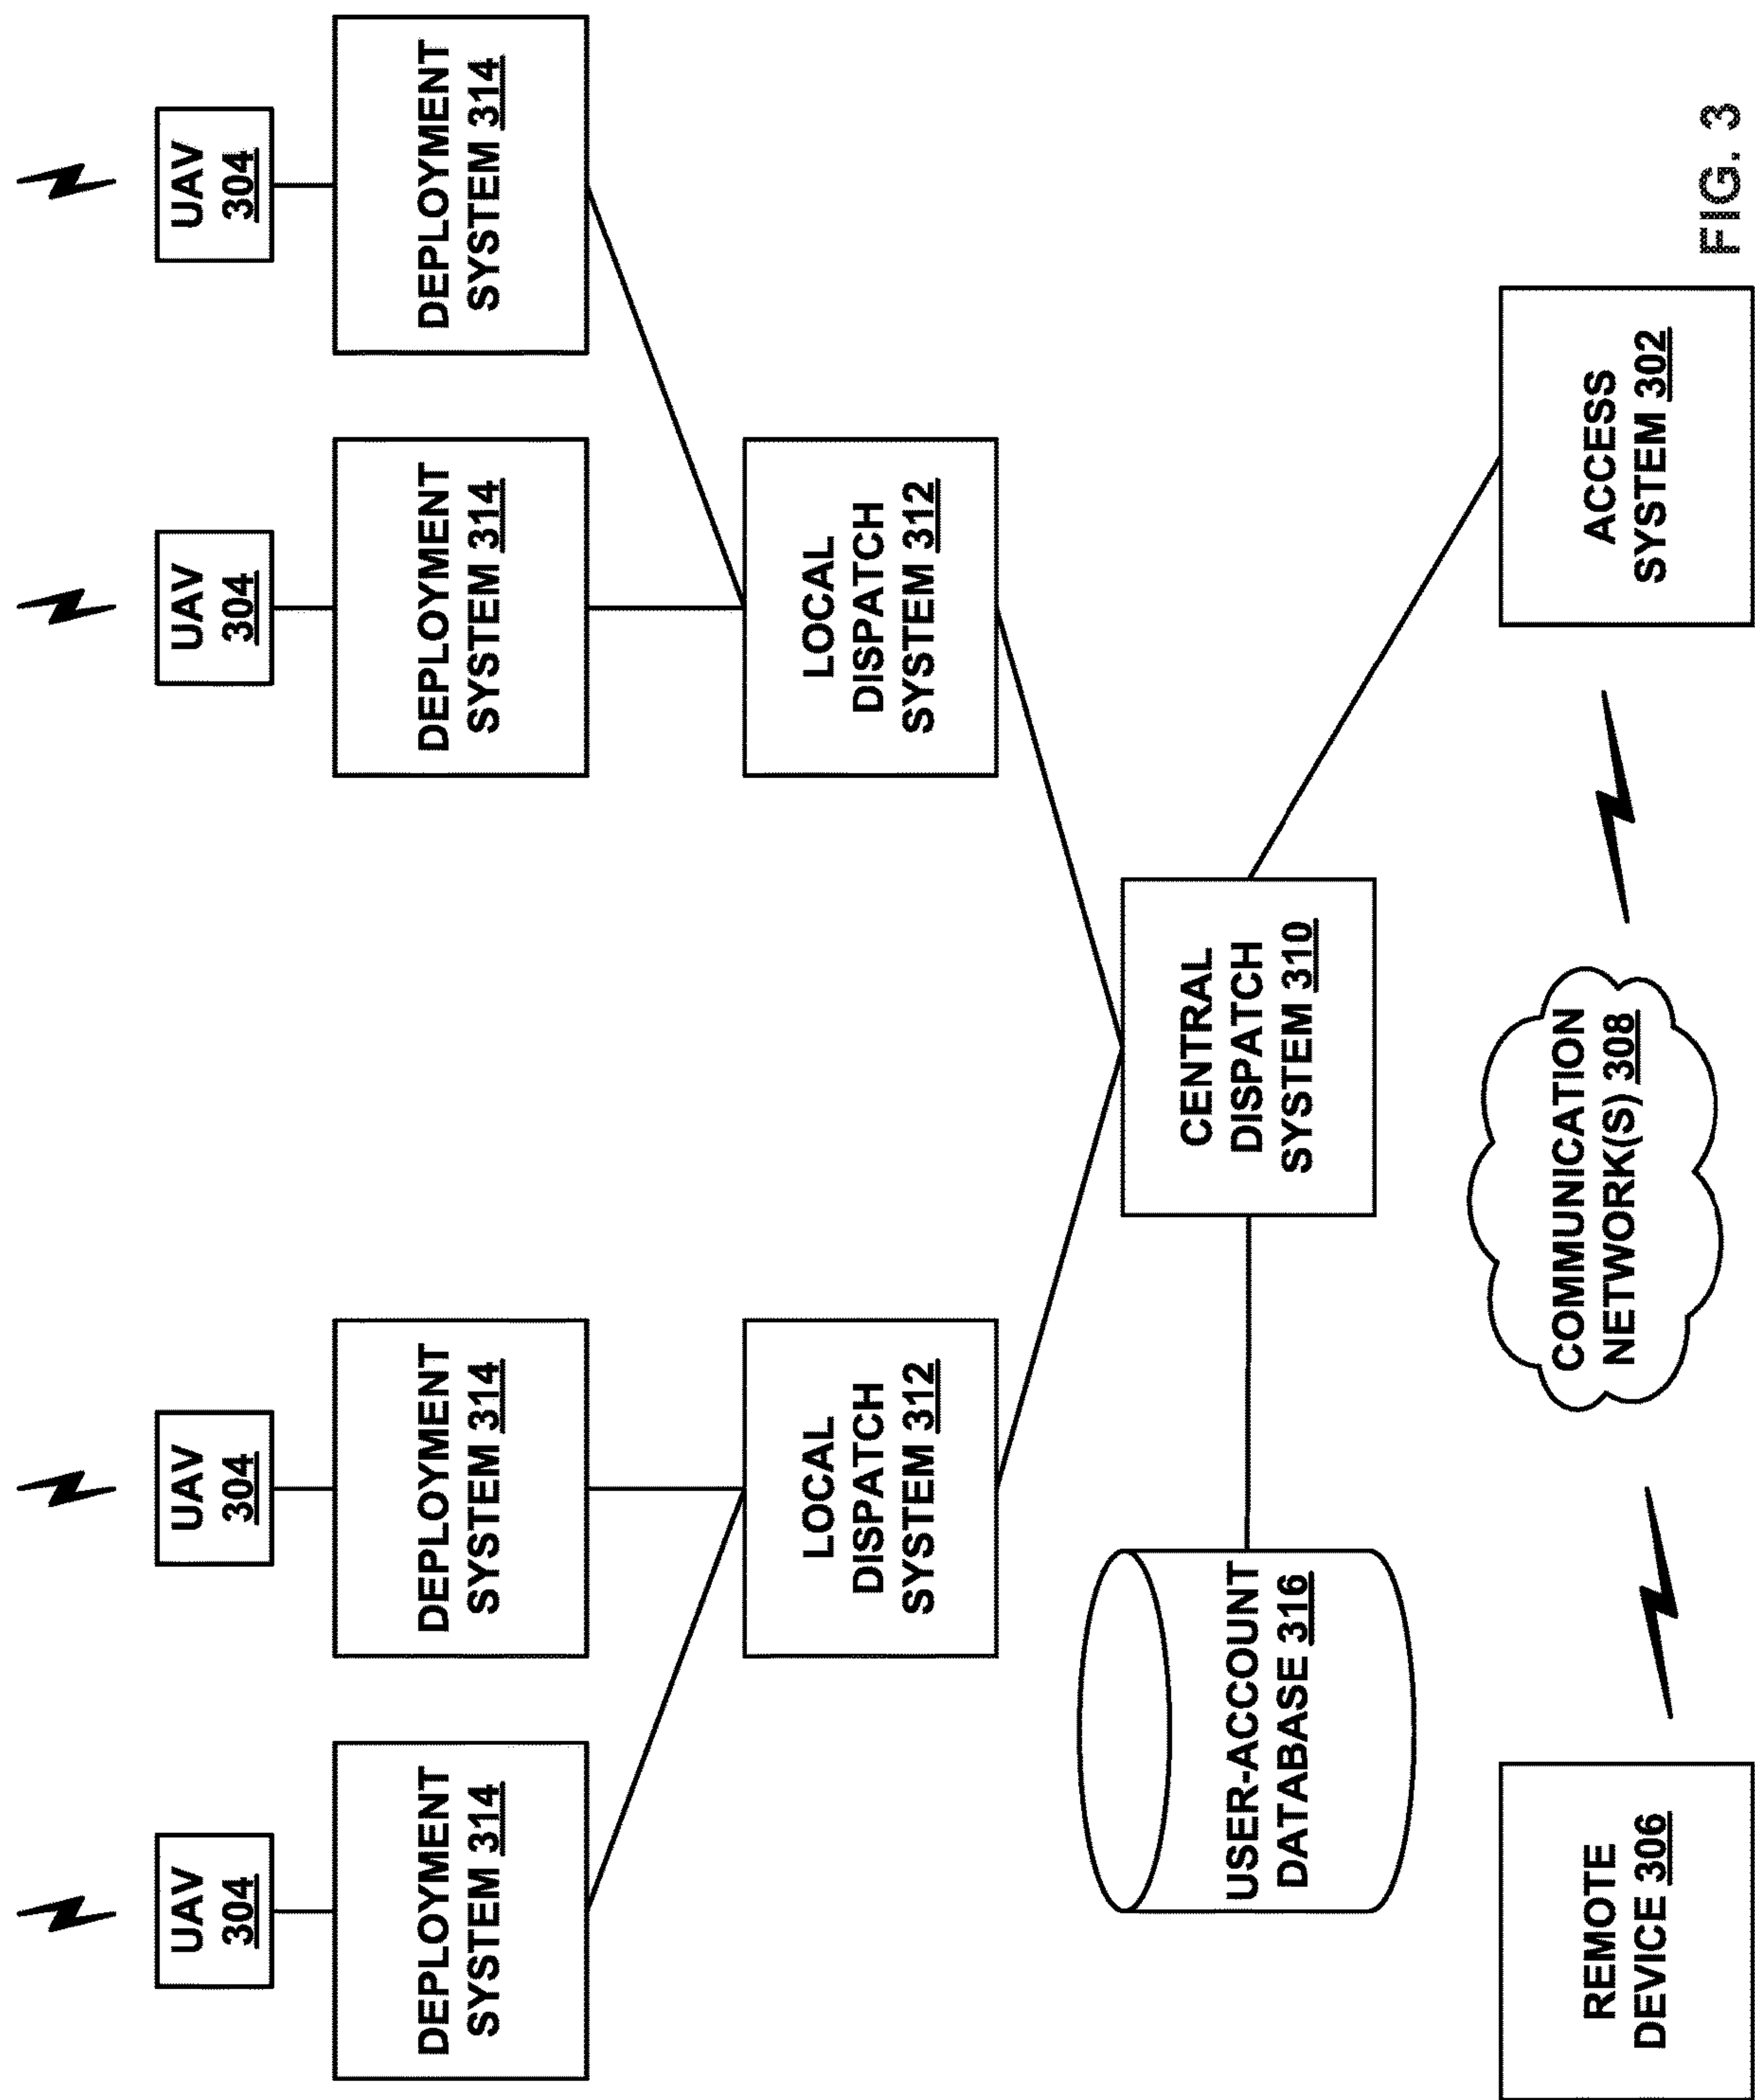 UAV
304
UAV
304
UAV
304
UAV
304
DEPLOYMENT
SYSTEM 314
DEPLOYMENT
SYSTEM 314
DEPLOYMENT
SYSTEM 314
DEPLOYMENT
SYSTEM 314
LOCAL
DISPATCH
SYSTEM 312
LOCAL
DISPATCH
SYSTEM 312
USER-ACCOUNT
DATABASE 316
CENTRAL
DISPATCH
SYSTEM 310
REMOTE
DEVICE 306
COMMUNICATION
NETWORK(S) 308
ACCESS
SYSTEM 302
FIG. 3